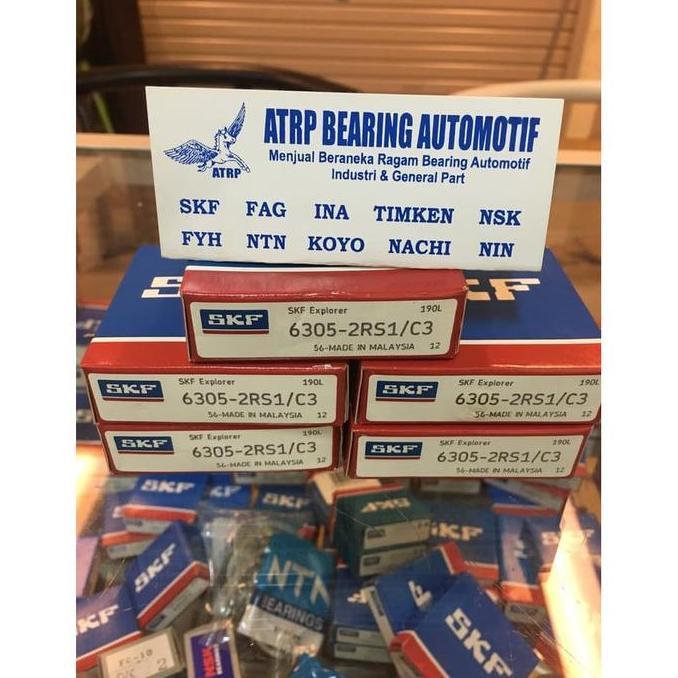 ATRP BEARING AUTOMOTIF
Menjual Beraneka Ragam Bearing Automotif
Industri & General Part
ATRP
SKF FAG INA TIMKEN NSK
FYH NTN KOYO NACHI NIN
SKF
SKF Explorer 190L
6305-2RS1/C3
56-MADE IN MALAYSIA 12
SKF
SKF Explorer 190L
6305-2RS1/C3
56-MADE IN MALAYSIA 12
SKF
SKF Explorer 190L
6305-2RS1/C3
56-MADE IN MALAYSIA 12
SKF
SKF Explorer 190L
6305-2RS1/C3
56-MADE IN MALAYSIA 12
SKF
SKF Explorer 190L
6305-2RS1/C3
56-MADE IN MALAYSIA 12
SKF
SKF
SKF
SKF
SKF
NTN
BEARINGS
SKF
NSK